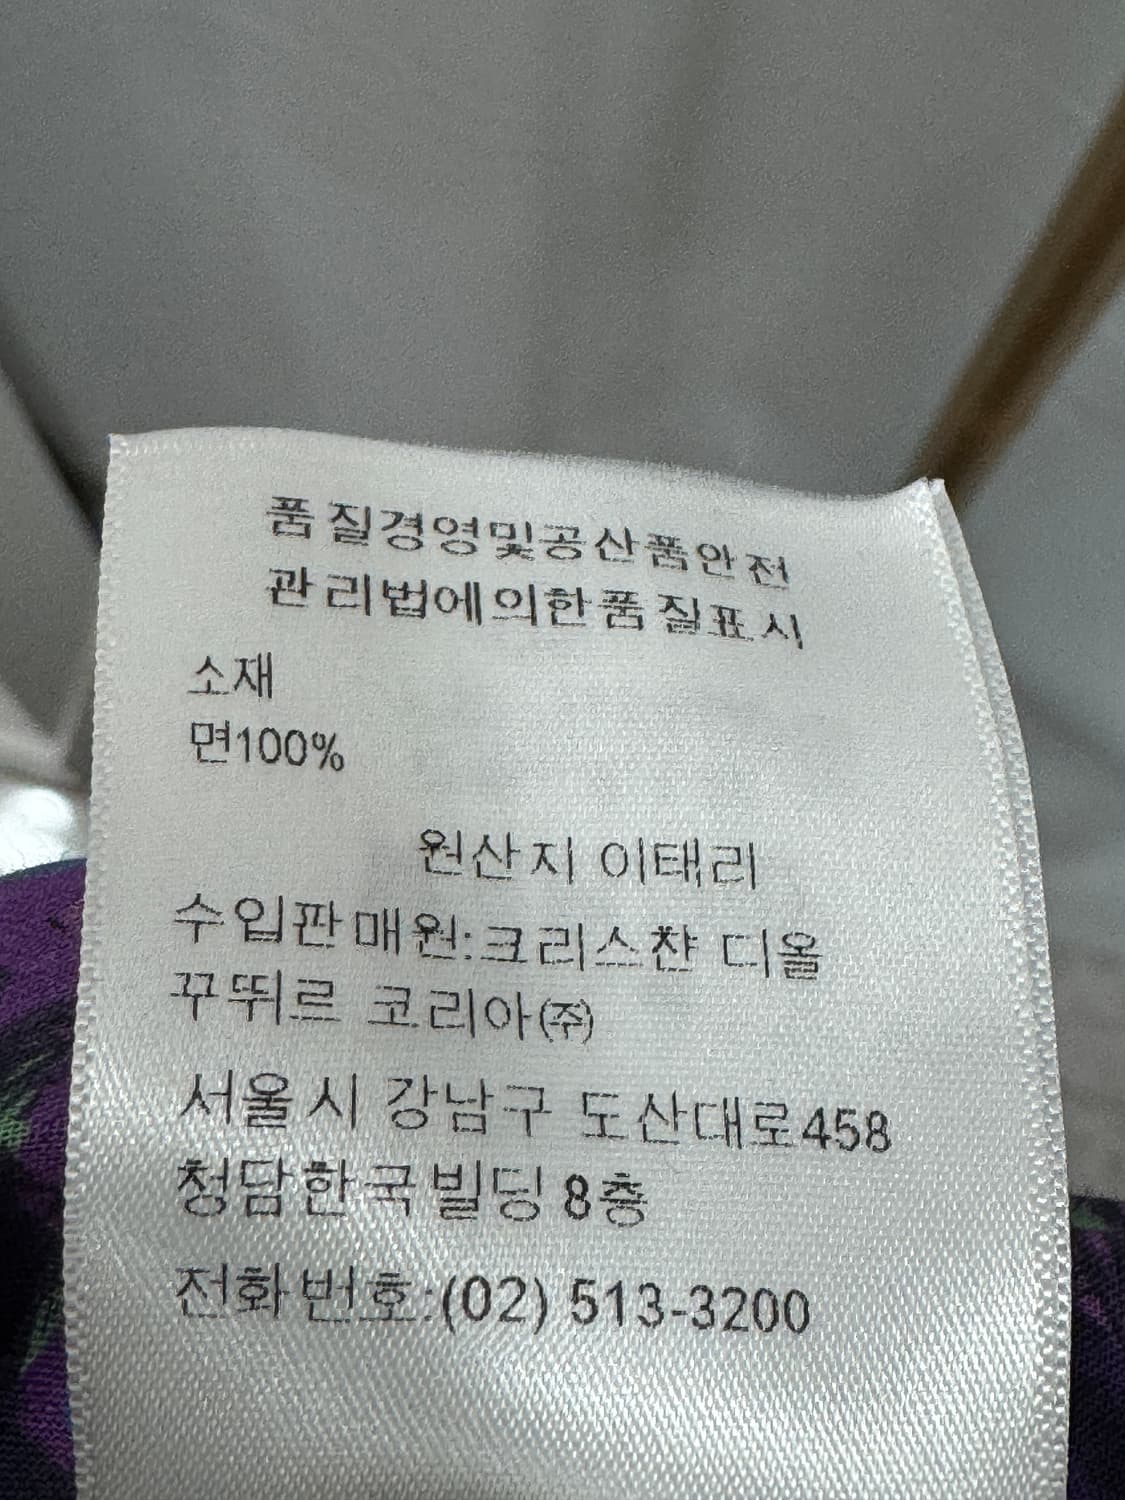 품질경영및공산품안전
관리법에의한품질표시
소재
면100%
원산지 이태리
수입판매원:크리스챤 디올
꾸뛰르 코리아㈜
서울시 강남구 도산대로458
청담한국빌딩 8층
전화번호:(02) 513-3200